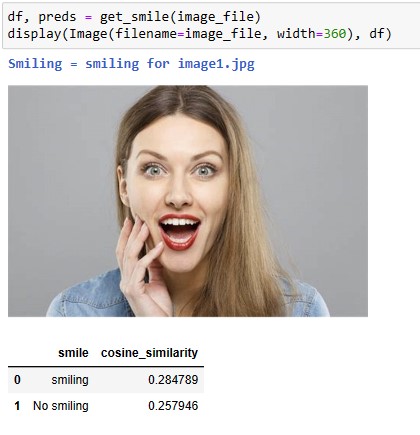 df, preds = get_smile(image_file)
display(Image(filename=image_file, width=360), df)
Smiling = smiling for image1.jpg
smile cosine_similarity
0 smiling 0.284789
1 No smiling 0.257946